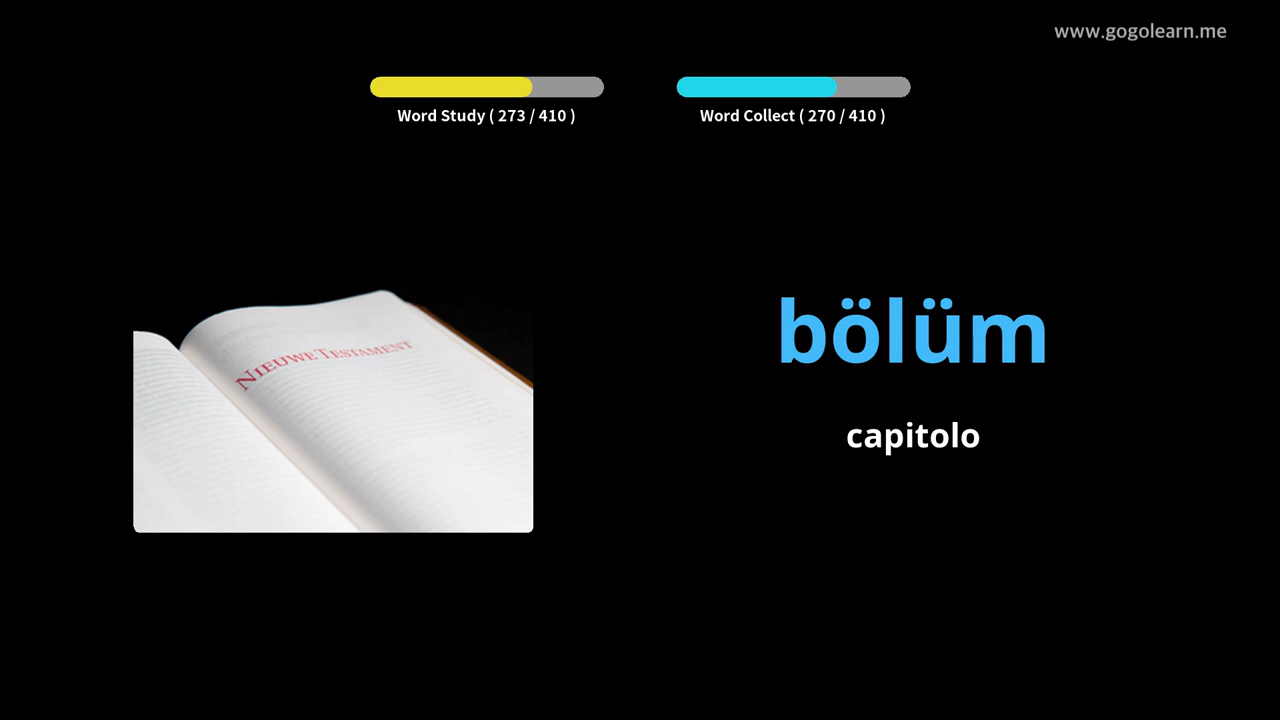 www.gogolearn.me
Word Study ( 273 / 410 )
Word Collect ( 270 / 410 )
NIEUWE TESTAMENT
bölüm
capitolo